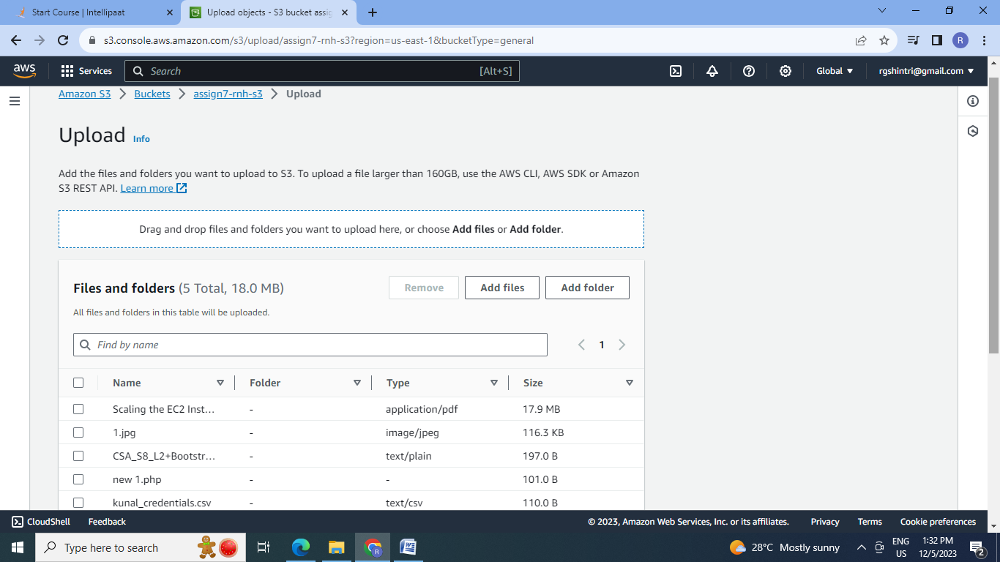 Start Course | Intellipaat
Upload objects - S3 bucket assig
s3.console.aws.amazon.com/s3/upload/assign7-rnh-s3?region=us-east-1&bucketType=general
R
aws
Services
Search
[Alt+S]
Global
rgshintri@gmail.com
Amazon S3
Buckets
assign7-rnh-s3
Upload
Upload
Info
Add the files and folders you want to upload to S3. To upload a file larger than 160GB, use the AWS CLI, AWS SDK or Amazon
S3 REST API. Learn more
Drag and drop files and folders you want to upload here, or choose Add files or Add folder.
Files and folders (5 Total, 18.0 MB)
Remove
Add files
Add folder
All files and folders in this table will be uploaded.
Find by name
1
Name
Folder
Type
Size
Scaling the EC2 Inst... - application/pdf 17.9 MB
1.jpg - image/jpeg 116.3 KB
CSA_S8_L2+Bootstr... - text/plain 197.0 B
new 1.php - - 101.0 B
kunal_credentials.csv - text/csv 110.0 B
CloudShell
Feedback
© 2023, Amazon Web Services, Inc. or its affiliates.
Privacy
Terms
Cookie preferences
Type here to search
R
W
28°C Mostly sunny
ENG
US
1:32 PM
12/5/2023
2